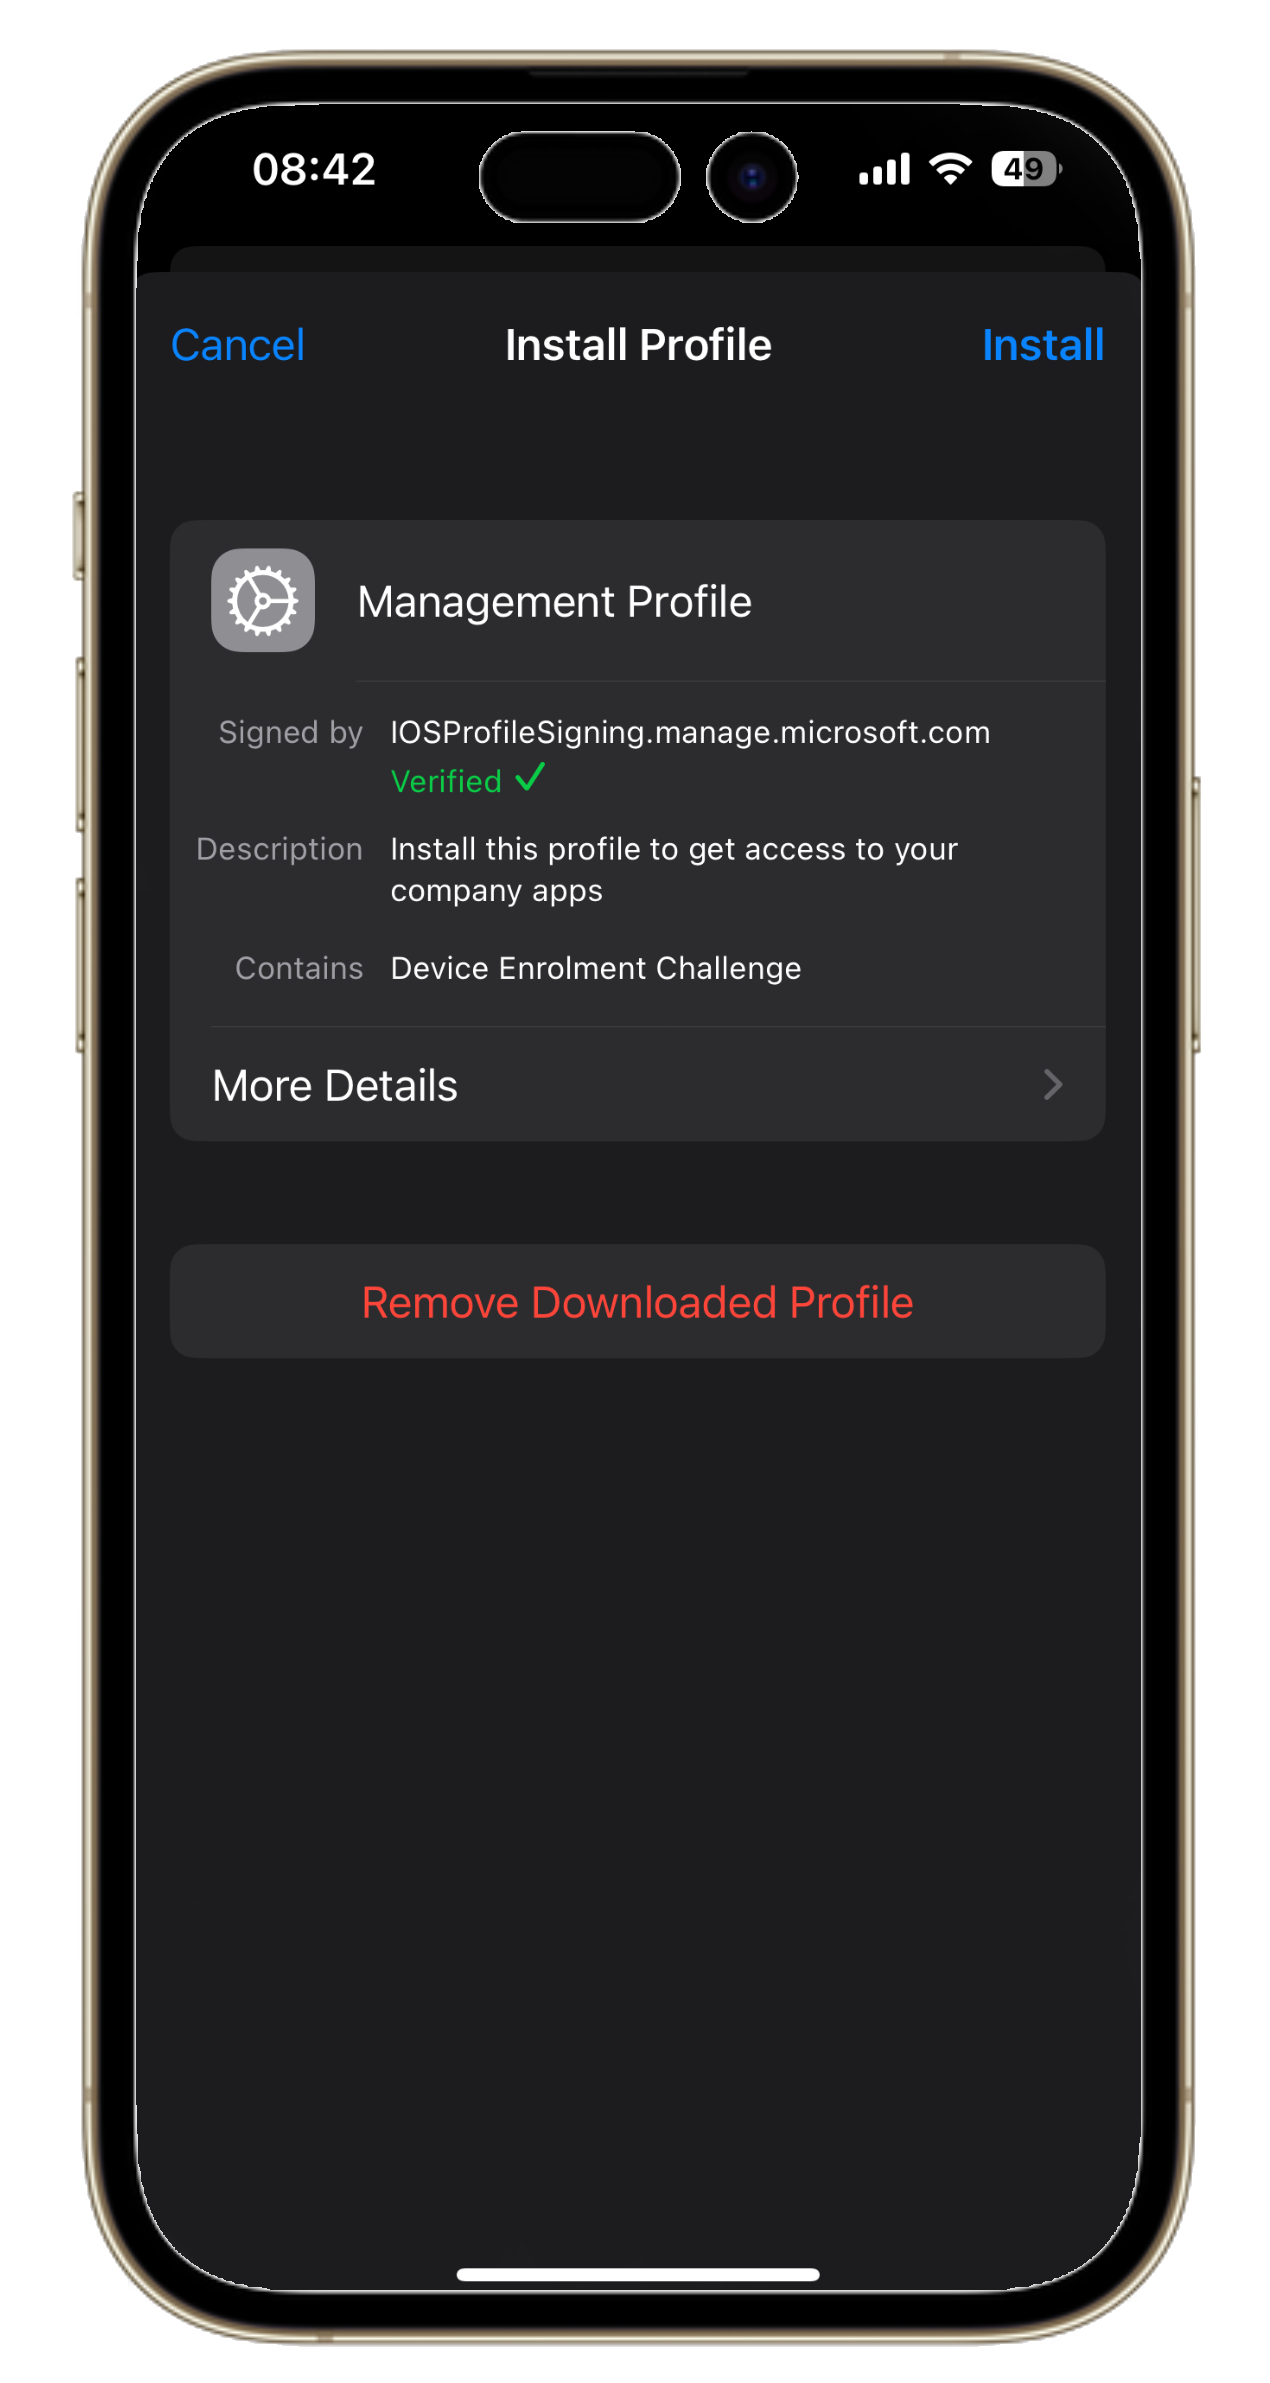 08:42
49
Cancel
Install Profile
Install
Management Profile
Signed by IOSProfileSigning.manage.microsoft.com
Verified ✓
Description Install this profile to get access to your
company apps
Contains Device Enrolment Challenge
More Details
Remove Downloaded Profile